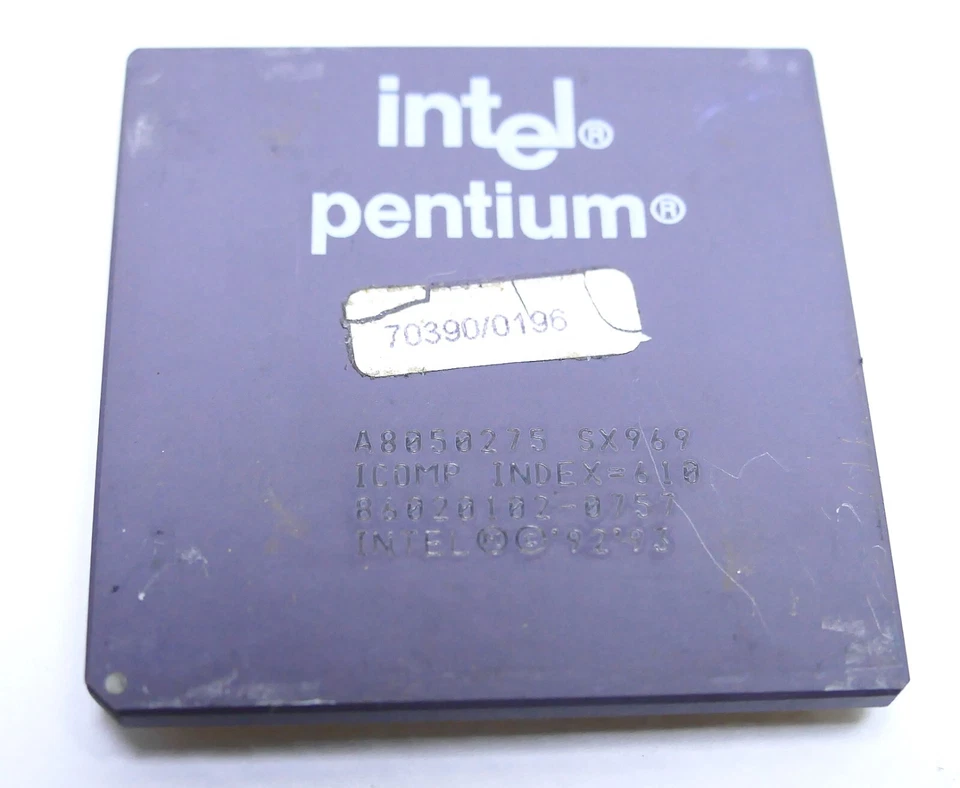 intel®
pentium®
70390/0196
A8050275 SX969
ICOMP INDEX=610
86020102-0757
INTEL Ⓜ © '92 '93